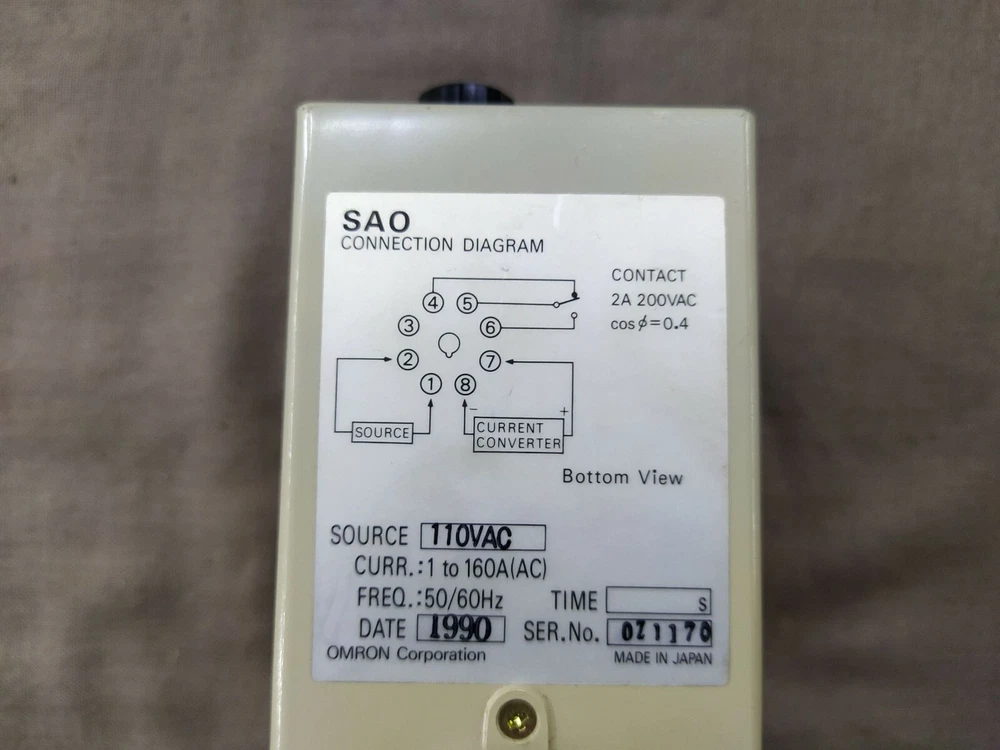 SAO
CONNECTION DIAGRAM
CONTACT
2A 200VAC
cosφ=0.4
④ ⑤
③ ⑥
② ⑦
① ⑧
− +
SOURCE
CURRENT
CONVERTER
Bottom View
SOURCE 110VAC
CURR.:1 to 160A(AC)
FREQ.:50/60Hz TIME s
DATE 1990 SER.No. 0Z1170
OMRON Corporation MADE IN JAPAN